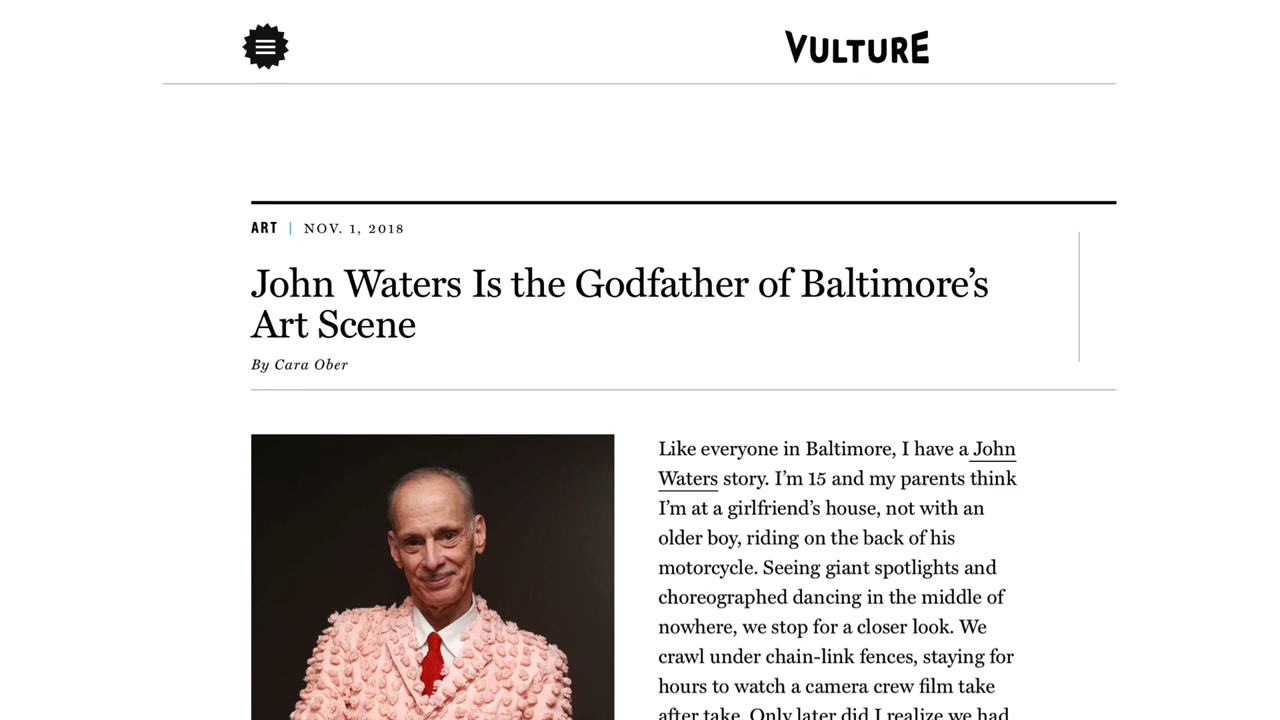 VULTURE
ART | NOV. 1, 2018
John Waters Is the Godfather of Baltimore’s
Art Scene
By Cara Ober
Like everyone in Baltimore, I have a John
Waters story. I’m 15 and my parents think
I’m at a girlfriend’s house, not with an
older boy, riding on the back of his
motorcycle. Seeing giant spotlights and
choreographed dancing in the middle of
nowhere, we stop for a closer look. We
crawl under chain-link fences, staying for
hours to watch a camera crew film take
after take. Only later did I realize we had